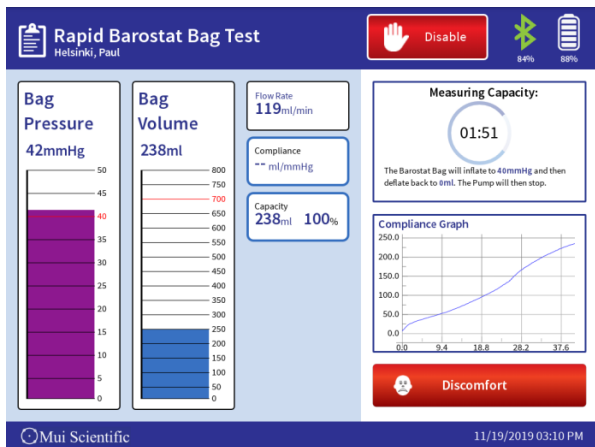 Rapid Barostat Bag Test
Helsinki, Paul
Disable
84%
88%
Bag
Pressure
42mmHg
50
45
40
35
30
25
20
15
10
5
0
Bag
Volume
238ml
800
750
700
650
600
550
500
450
400
350
300
250
200
150
100
50
0
Flow Rate
119ml/min
Compliance
-- ml/mmHg
Capacity
238ml 100%
Measuring Capacity:
01:51
The Barostat Bag will inflate to 40mmHg and then
deflate back to 0ml. The Pump will then stop.
Compliance Graph
250.0
200.0
150.0
100.0
50.0
0.0
0.0 9.4 18.8 28.2 37.6
Discomfort
Mui Scientific
11/19/2019 03:10 PM